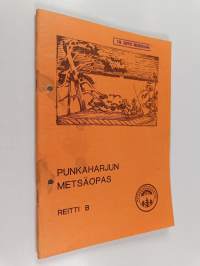 PUNKAHARJUN
METSÄOPAS
REITTI B